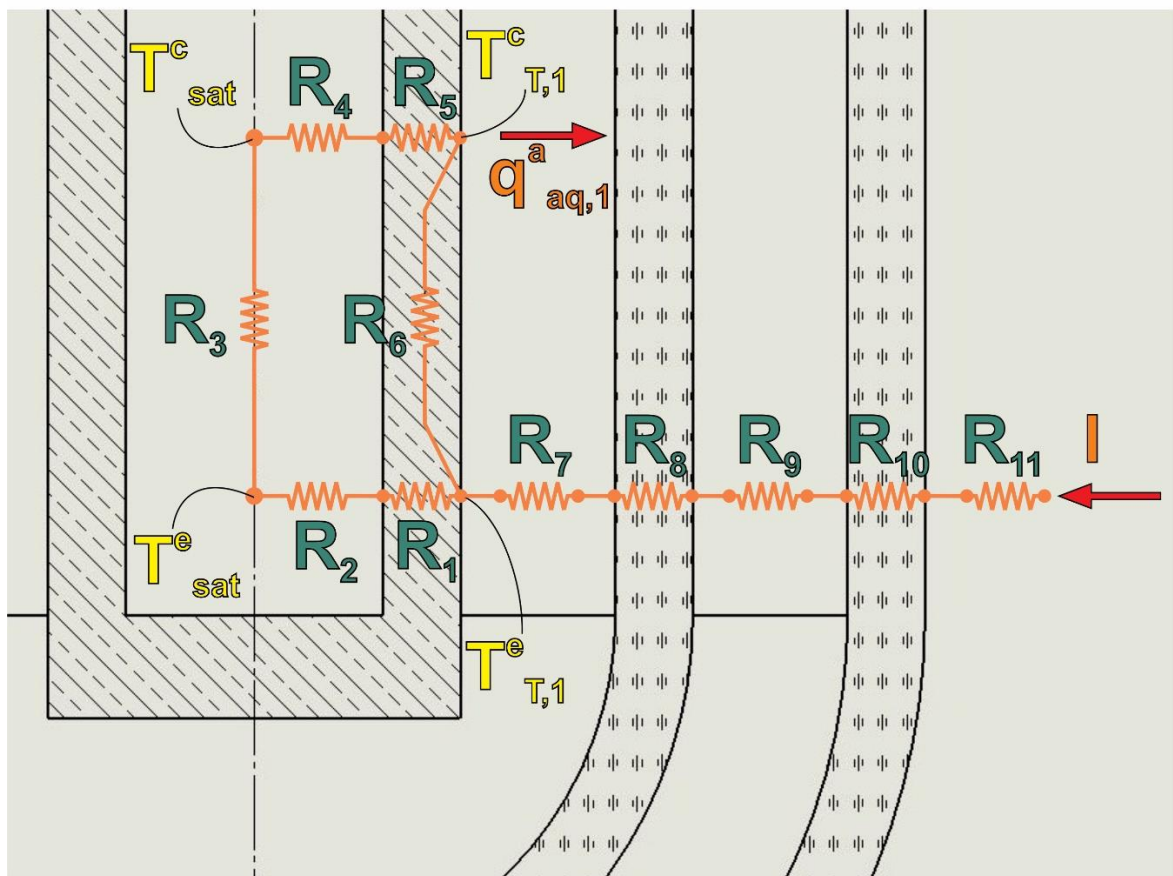 T^c_sat
R_4
R_5
T^c_T,1
q^a_aq,1
R_3
R_6
R_7
R_8
R_9
R_10
R_11
I
T^e_sat
R_2
R_1
T^e_T,1